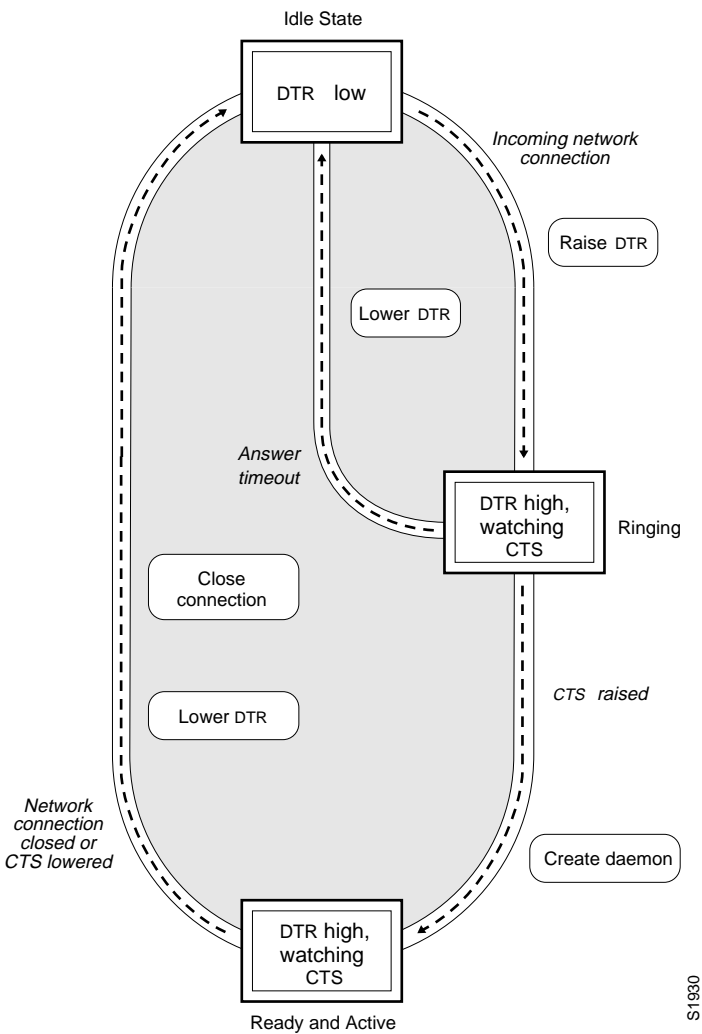 Idle State
DTR low
Incoming network
connection
Raise DTR
Lower DTR
Answer
timeout
DTR high,
watching
CTS
Ringing
Close
connection
CTS raised
Lower DTR
Network
connection
closed or
CTS lowered
Create daemon
DTR high,
watching
CTS
Ready and Active
S1930